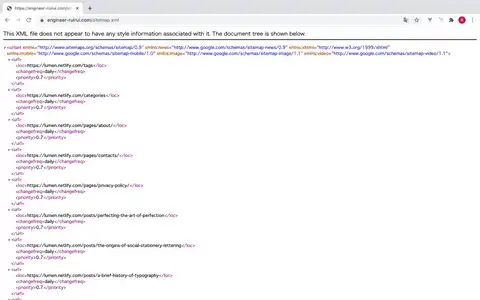 https://engineer-ruirui.com/si
engineer-ruirui.com/sitemap.xml
This XML file does not appear to have any style information associated with it. The document tree is shown below.
<urlset xmlns="http://www.sitemaps.org/schemas/sitemap/0.9" xmlns:news="http://www.google.com/schemas/sitemap-news/0.9" xmlns:xhtml="http://www.w3.org/1999/xhtml"
xmlns:mobile="http://www.google.com/schemas/sitemap-mobile/1.0" xmlns:image="http://www.google.com/schemas/sitemap-image/1.1" xmlns:video="http://www.google.com/schemas/sitemap-video/1.1">
<url>
<loc>https://lumen.netlify.com/tags</loc>
<changefreq>daily</changefreq>
<priority>0.7</priority>
</url>
<url>
<loc>https://lumen.netlify.com/categories</loc>
<changefreq>daily</changefreq>
<priority>0.7</priority>
</url>
<url>
<loc>https://lumen.netlify.com/pages/about/</loc>
<changefreq>daily</changefreq>
<priority>0.7</priority>
</url>
<url>
<loc>https://lumen.netlify.com/pages/contacts/</loc>
<changefreq>daily</changefreq>
<priority>0.7</priority>
</url>
<url>
<loc>https://lumen.netlify.com/pages/privacy-policy/</loc>
<changefreq>daily</changefreq>
<priority>0.7</priority>
</url>
<url>
<loc>https://lumen.netlify.com/posts/perfecting-the-art-of-perfection</loc>
<changefreq>daily</changefreq>
<priority>0.7</priority>
</url>
<url>
<loc>https://lumen.netlify.com/posts/the-origins-of-social-stationery-lettering</loc>
<changefreq>daily</changefreq>
<priority>0.7</priority>
</url>
<url>
<loc>https://lumen.netlify.com/posts/a-brief-history-of-typography</loc>
<changefreq>daily</changefreq>
<priority>0.7</priority>